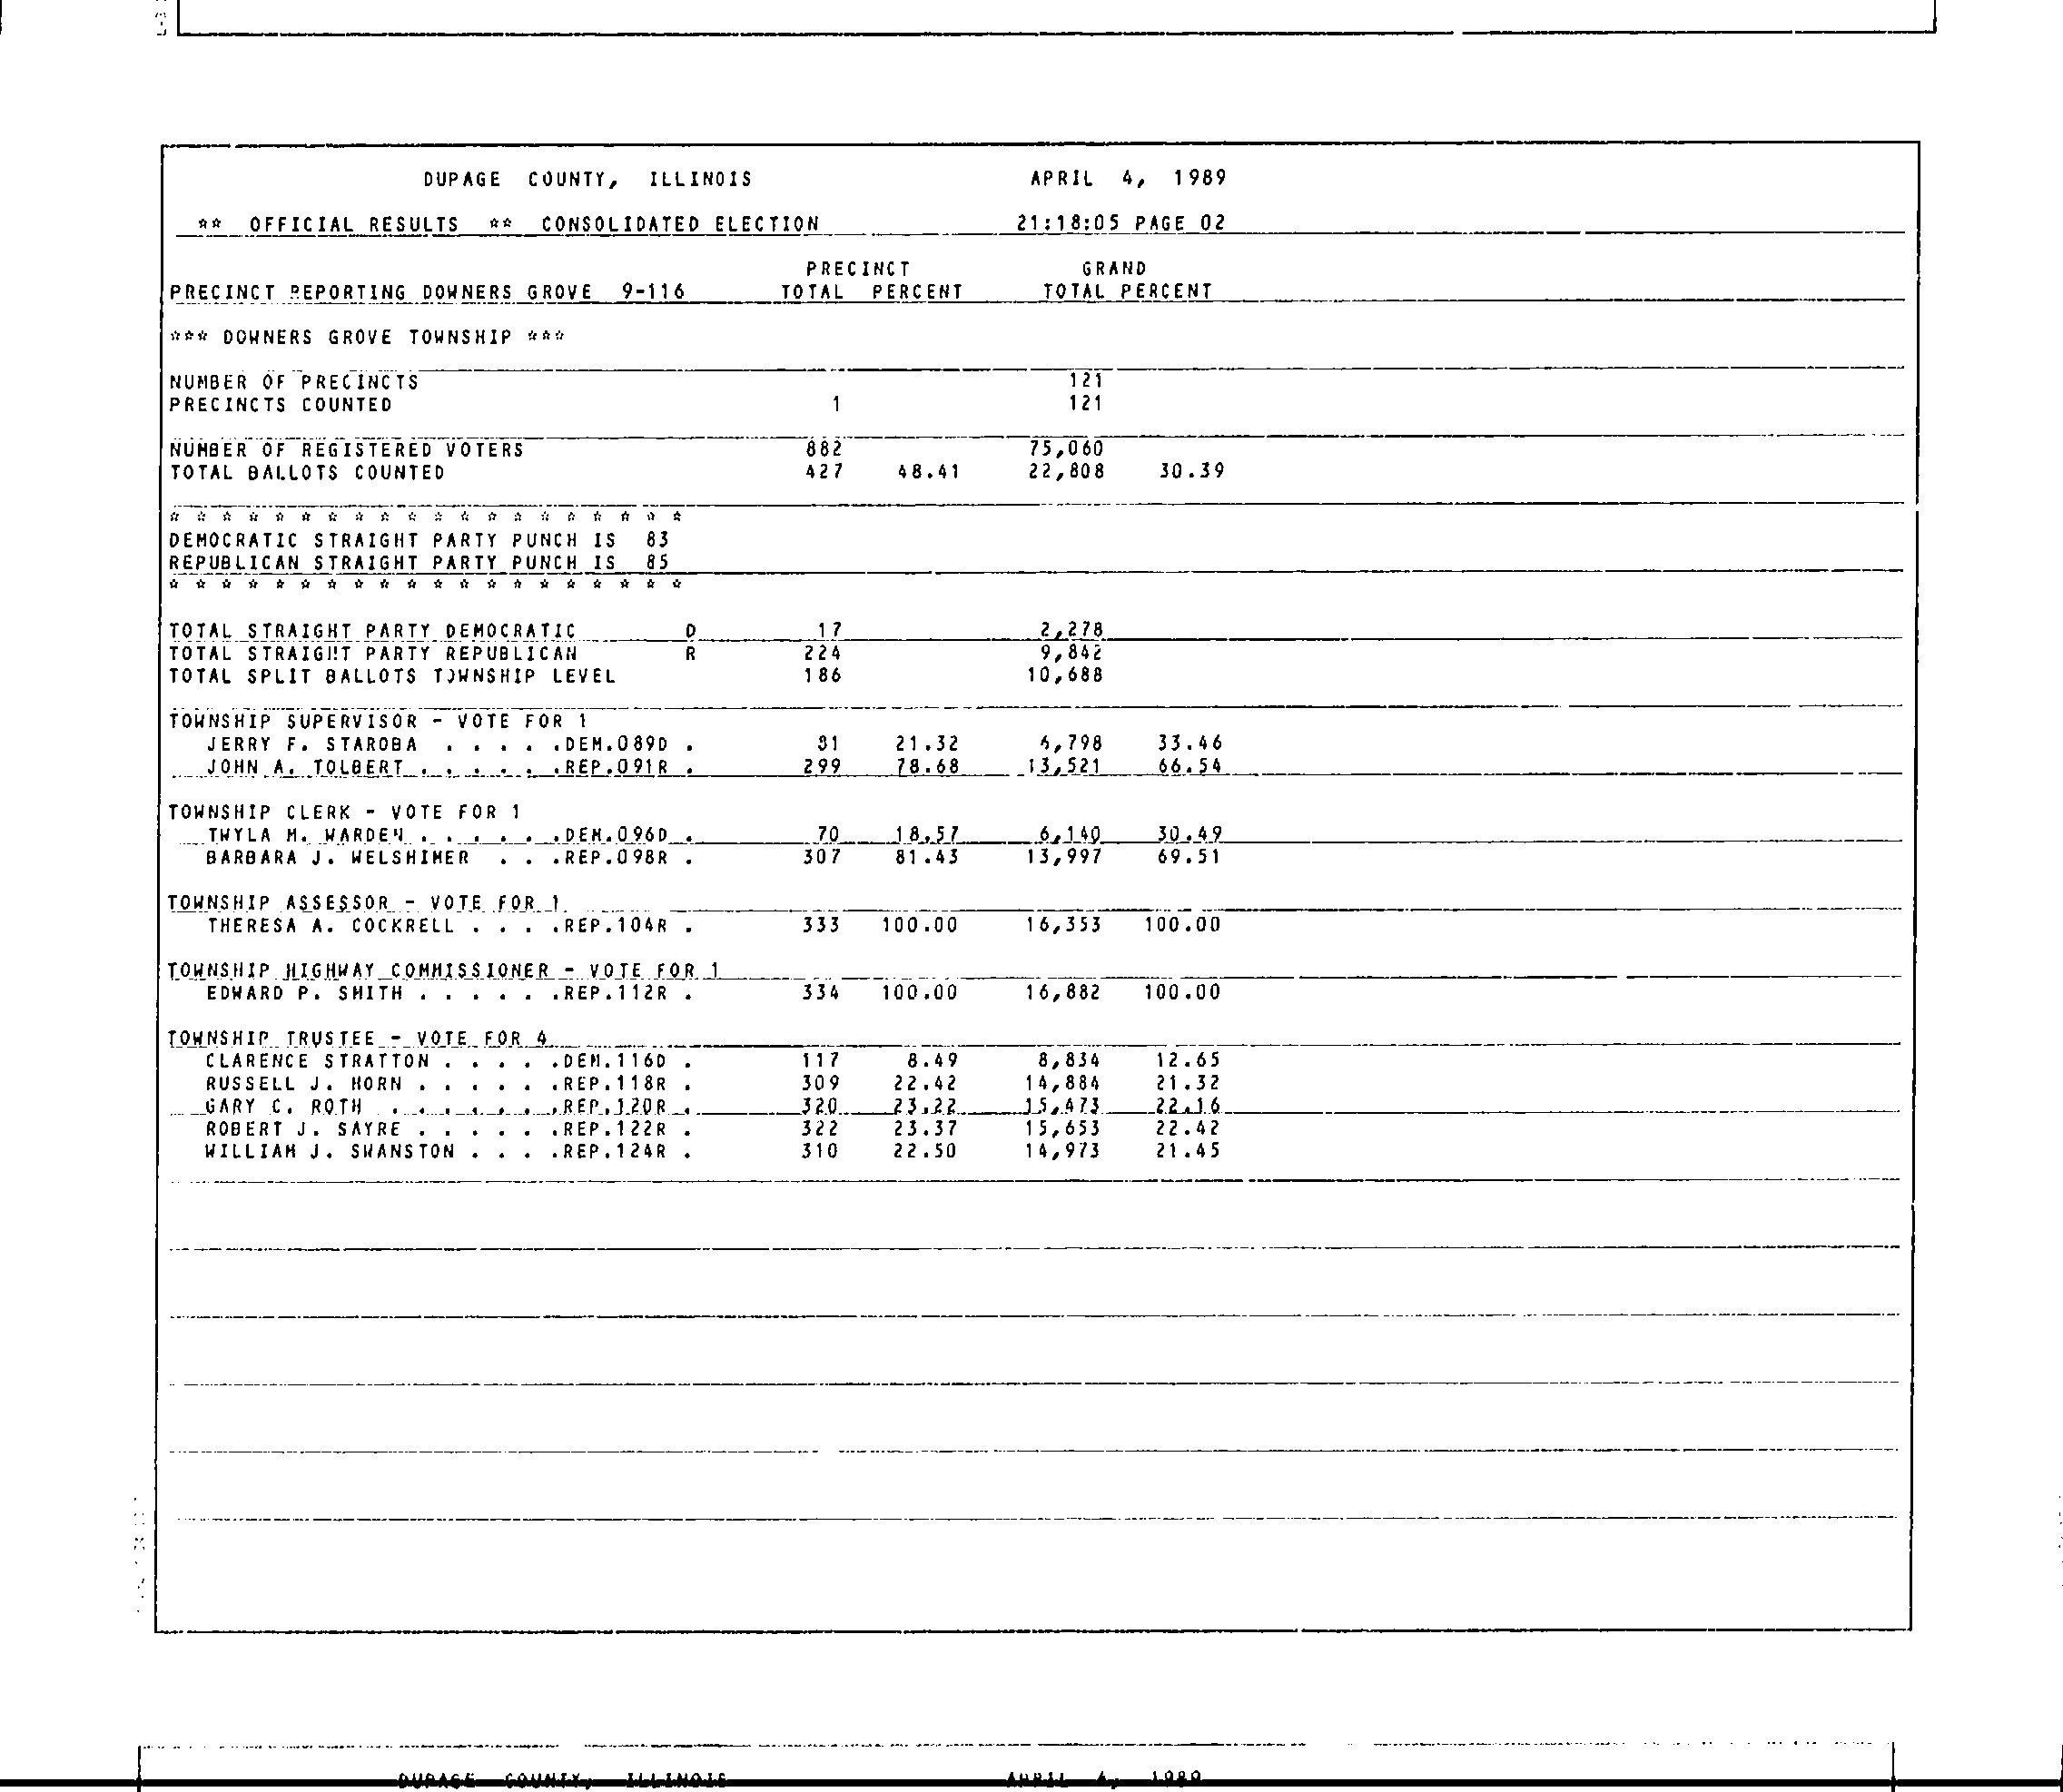 DUPAGE COUNTY, ILLINOIS APRIL 4, 1989
** OFFICIAL RESULTS ** CONSOLIDATED ELECTION 21:18:05 PAGE 02
PRECINCT GRAND
PRECINCT REPORTING DOWNERS GROVE 9-116 TOTAL PERCENT TOTAL PERCENT
*** DOWNERS GROVE TOWNSHIP ***
NUMBER OF PRECINCTS 121
PRECINCTS COUNTED 1 121
NUMBER OF REGISTERED VOTERS 882 75,060
TOTAL BALLOTS COUNTED 427 48.41 22,808 30.39
* * * * * * * * * * * * * * * * * * * *
DEMOCRATIC STRAIGHT PARTY PUNCH IS 83
REPUBLICAN STRAIGHT PARTY PUNCH IS 85
* * * * * * * * * * * * * * * * * * * *
TOTAL STRAIGHT PARTY DEMOCRATIC D 17 2,278
TOTAL STRAIGHT PARTY REPUBLICAN R 224 9,842
TOTAL SPLIT BALLOTS TOWNSHIP LEVEL 186 10,688
TOWNSHIP SUPERVISOR - VOTE FOR 1
JERRY F. STAROBA . . . . .DEM.089D . 81 21.32 6,798 33.46
JOHN A. TOLBERT . . . . . .REP.091R . 299 78.68 13,521 66.54
TOWNSHIP CLERK - VOTE FOR 1
TWYLA M. WARDEN . . . . . .DEM.096D . 70 18.57 6,140 30.49
BARBARA J. WELSHIMER . . .REP.098R . 307 81.43 13,997 69.51
TOWNSHIP ASSESSOR - VOTE FOR 1
THERESA A. COCKRELL . . . .REP.104R . 333 100.00 16,353 100.00
TOWNSHIP HIGHWAY COMMISSIONER - VOTE FOR 1
EDWARD P. SMITH . . . . . .REP.112R . 334 100.00 16,882 100.00
TOWNSHIP TRUSTEE - VOTE FOR 4
CLARENCE STRATTON . . . . .DEM.116D . 117 8.49 8,834 12.65
RUSSELL J. HORN . . . . . .REP.118R . 309 22.42 14,884 21.32
GARY C. ROTH . . . . . . .REP.120R . 320 23.22 15,473 22.16
ROBERT J. SAYRE . . . . . .REP.122R . 322 23.37 15,653 22.42
WILLIAM J. SWANSTON . . . .REP.124R . 310 22.50 14,973 21.45
DUPAGE COUNTY, ILLINOIS APRIL 4, 1989